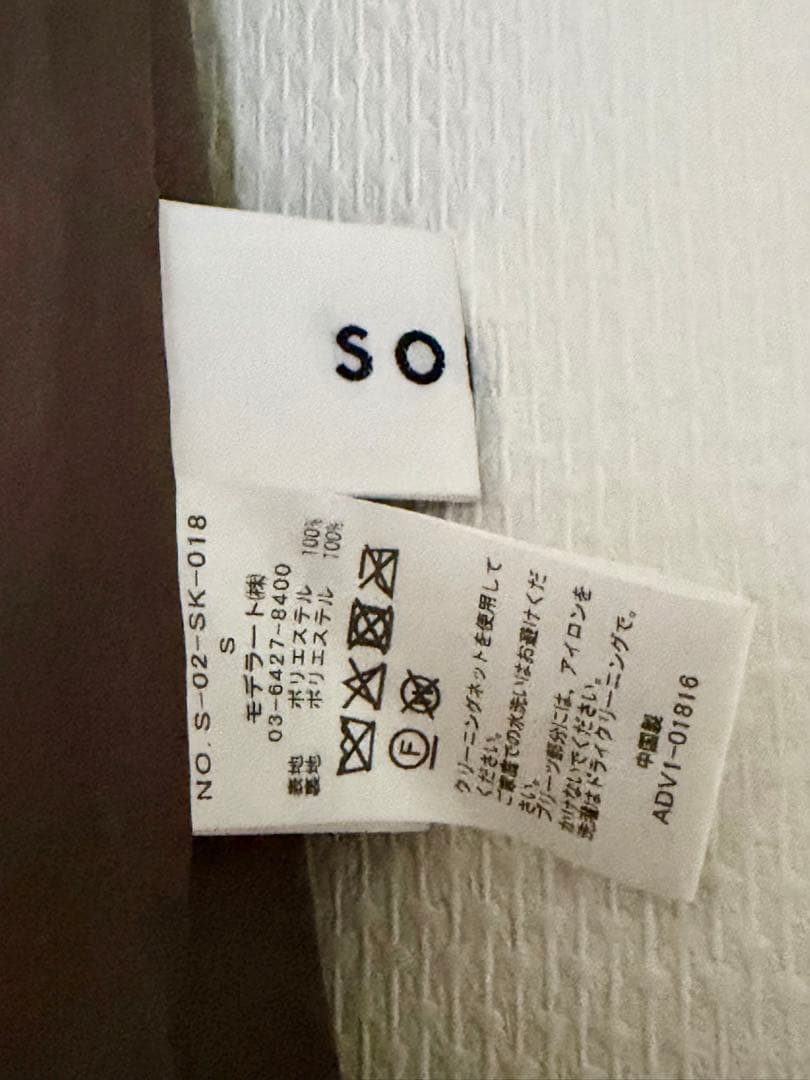 SO
NO. S-02-SK-018
S
モデラート㈱
03-6427-8400
表地 ポリエステル 100%
裏地 ポリエステル 100%
F W
クリーニングネットを使用して
ください。
ご家庭での水洗いはお避けくだ
さい。
プリーツ部分には、アイロンを
かけないでください。
洗濯はドライクリーニングで。
中国製
ADV1-01816